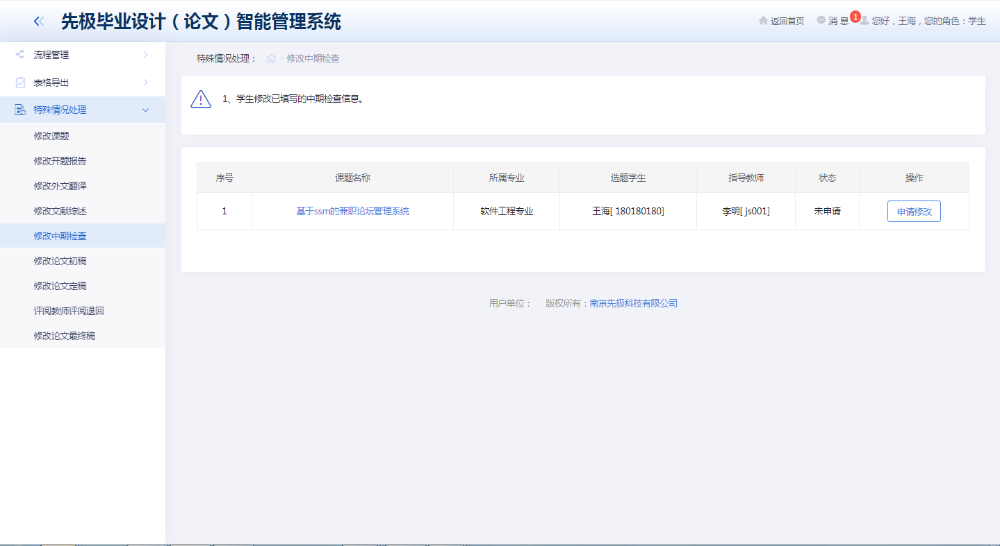 先极毕业设计（论文）智能管理系统
返回首页 消 息 1 您好，王海，您的角色：学生
流程管理
表格导出
特殊情况处理
修改课题
修改开题报告
修改外文翻译
修改文献综述
修改中期检查
修改论文初稿
修改论文定稿
评阅教师评阅退回
修改论文最终稿
特殊情况处理： · 修改中期检查
1、学生修改已填写的中期检查信息。
序号 课题名称 所属专业 选题学生 指导教师 状态 操作
1 基于ssm的兼职论坛管理系统 软件工程专业 王海[ 180180180] 李明[ js001] 未申请 申请修改
用户单位： 版权所有：南京先极科技有限公司